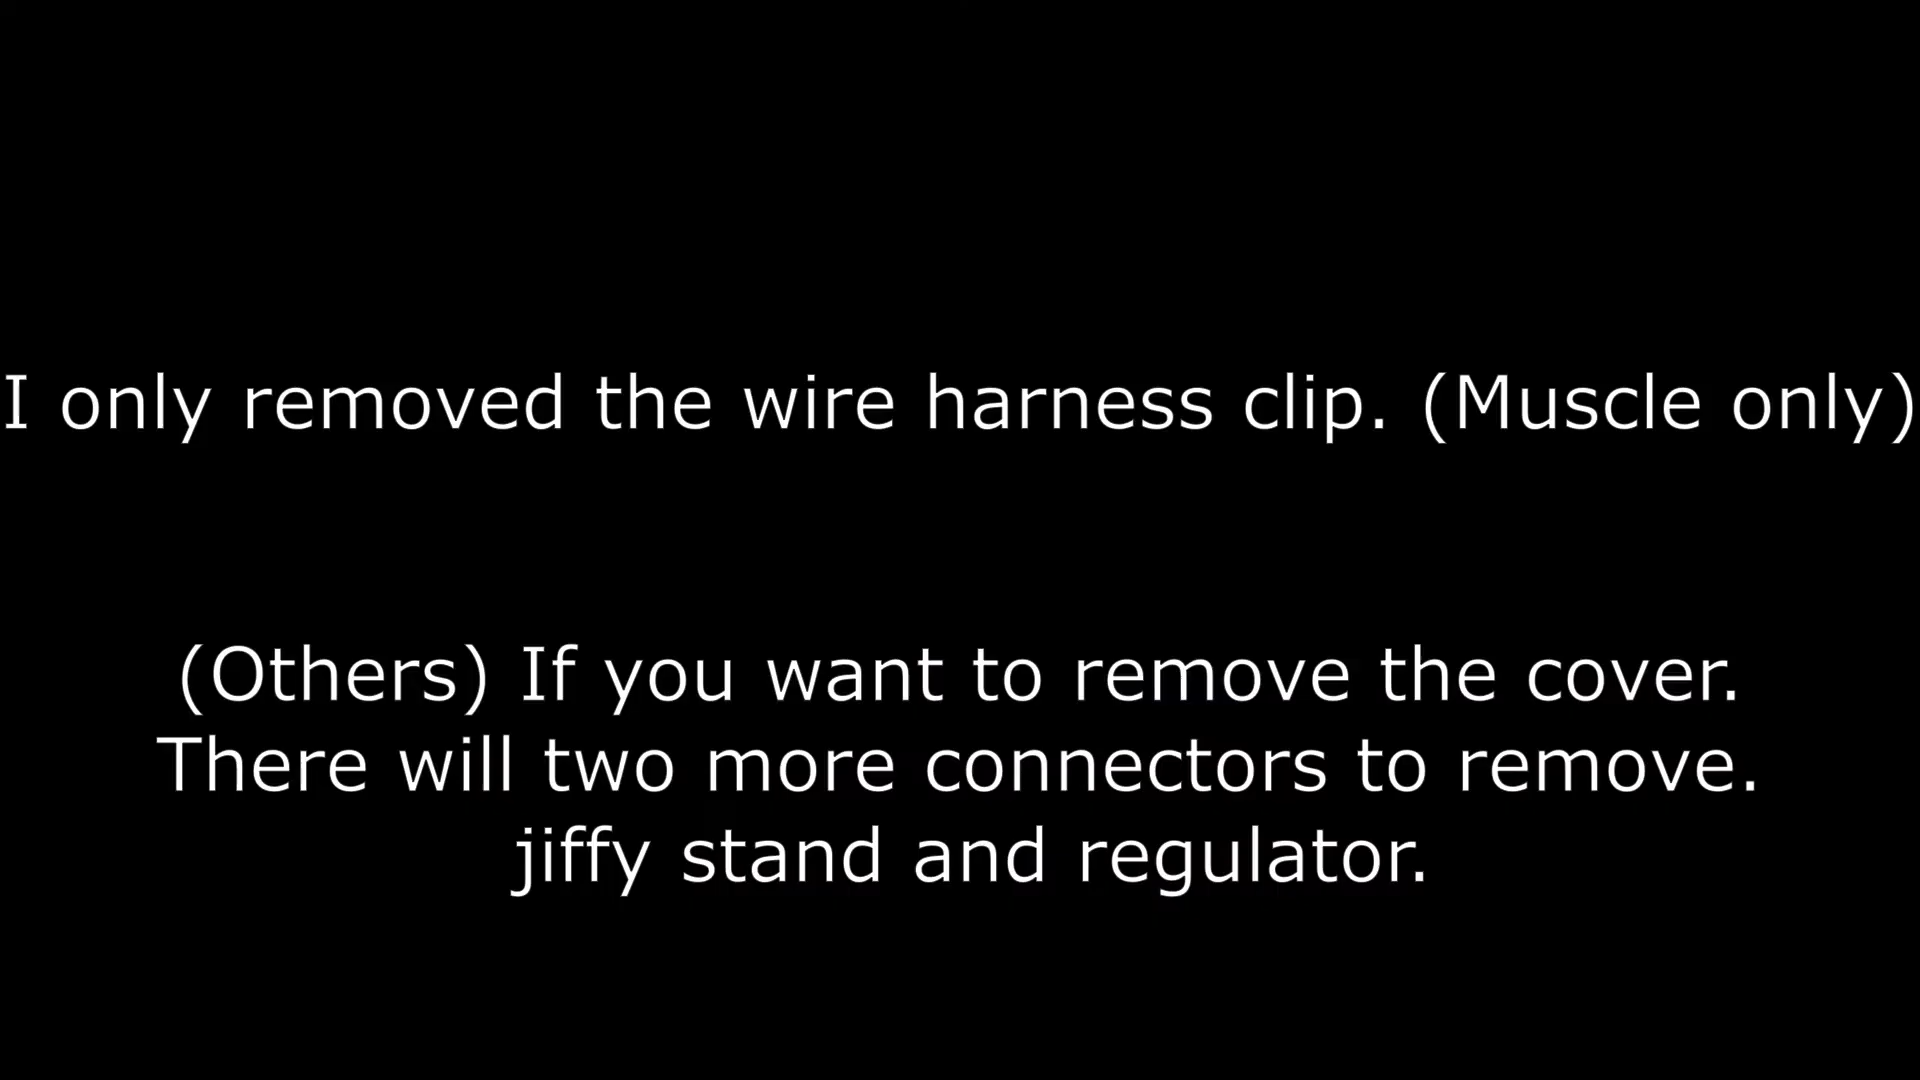 I only removed the wire harness clip. (Muscle only)
(Others) If you want to remove the cover.
There will two more connectors to remove.
jiffy stand and regulator.